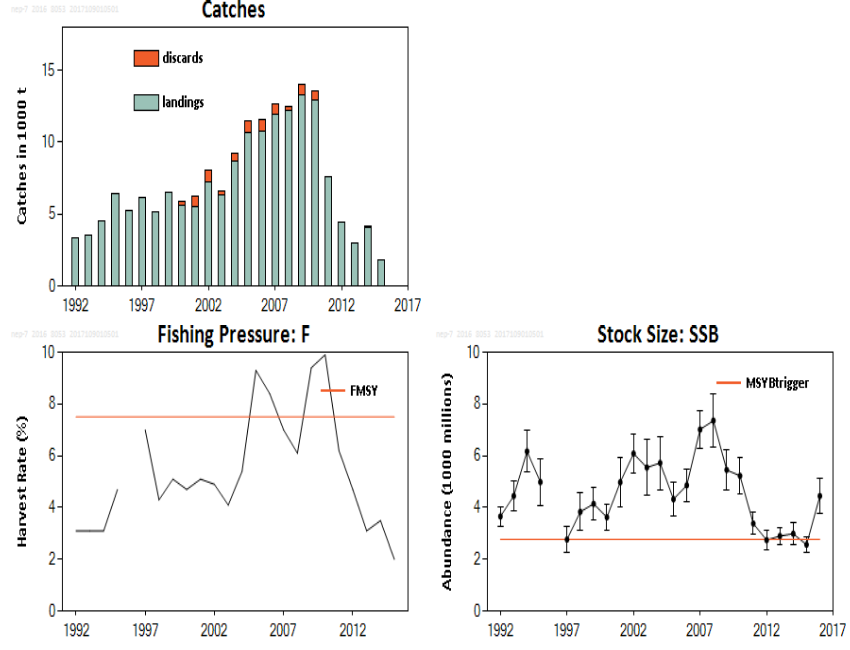 Catches
discards
landings
Catches in 1000 t
15
10
5
0
1992 1997 2002 2007 2012 2017
Fishing Pressure: F
FMSY
Harvest Rate (%)
10
8
6
4
2
0
1992 1997 2002 2007 2012
Stock Size: SSB
MSYBtrigger
Abundance (1000 millions)
10
8
6
4
2
0
1992 1997 2002 2007 2012 2017